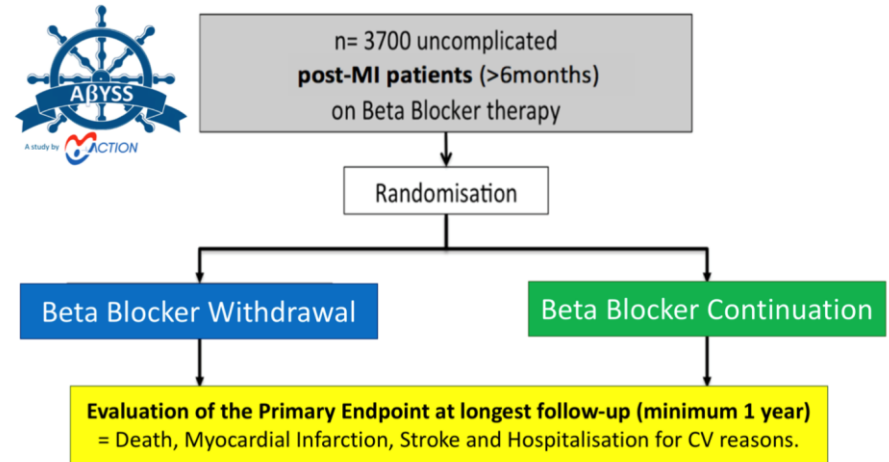 AβYSS
A study by ACTION
n= 3700 uncomplicated
post-MI patients (>6months)
on Beta Blocker therapy
Randomisation
Beta Blocker Withdrawal
Beta Blocker Continuation
Evaluation of the Primary Endpoint at longest follow-up (minimum 1 year)
= Death, Myocardial Infarction, Stroke and Hospitalisation for CV reasons.